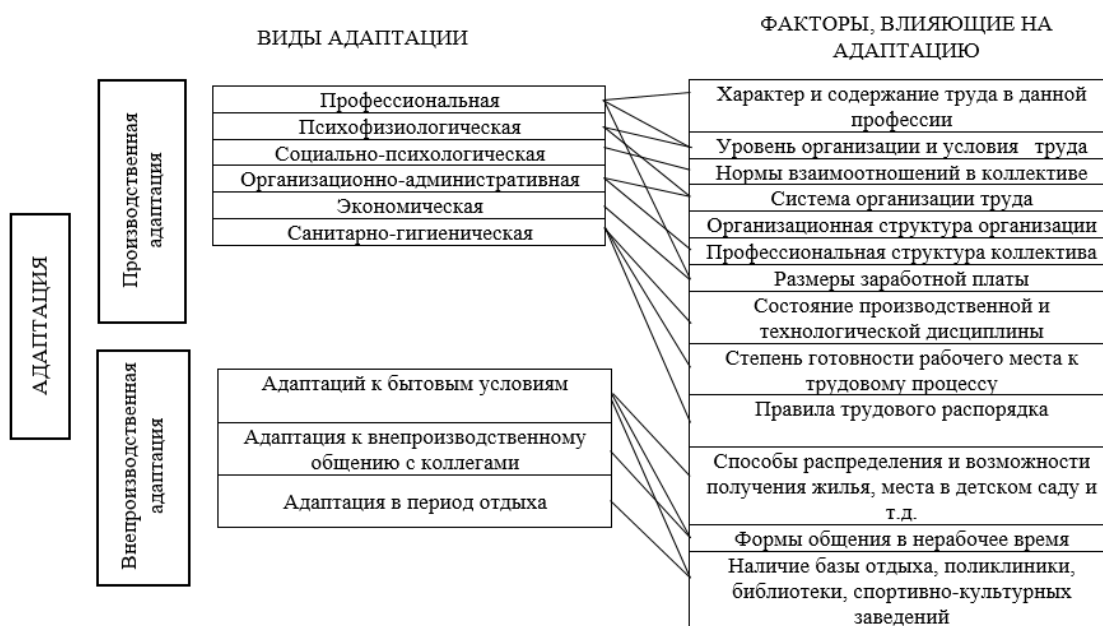 ВИДЫ АДАПТАЦИИ
ФАКТОРЫ, ВЛИЯЮЩИЕ НА
АДАПТАЦИЮ
АДАПТАЦИЯ
Производственная
адаптация
Профессиональная
Психофизиологическая
Социально-психологическая
Организационно-административная
Экономическая
Санитарно-гигиеническая
Внепроизводственная
адаптация
Адаптаций к бытовым условиям
Адаптация к внепроизводственному
общению с коллегами
Адаптация в период отдыха
Характер и содержание труда в данной
профессии
Уровень организации и условия труда
Нормы взаимоотношений в коллективе
Система организации труда
Организационная структура организации
Профессиональная структура коллектива
Размеры заработной платы
Состояние производственной и
технологической дисциплины
Степень готовности рабочего места к
трудовому процессу
Правила трудового распорядка
Способы распределения и возможности
получения жилья, места в детском саду и
т.д.
Формы общения в нерабочее время
Наличие базы отдыха, поликлиники,
библиотеки, спортивно-культурных
заведений